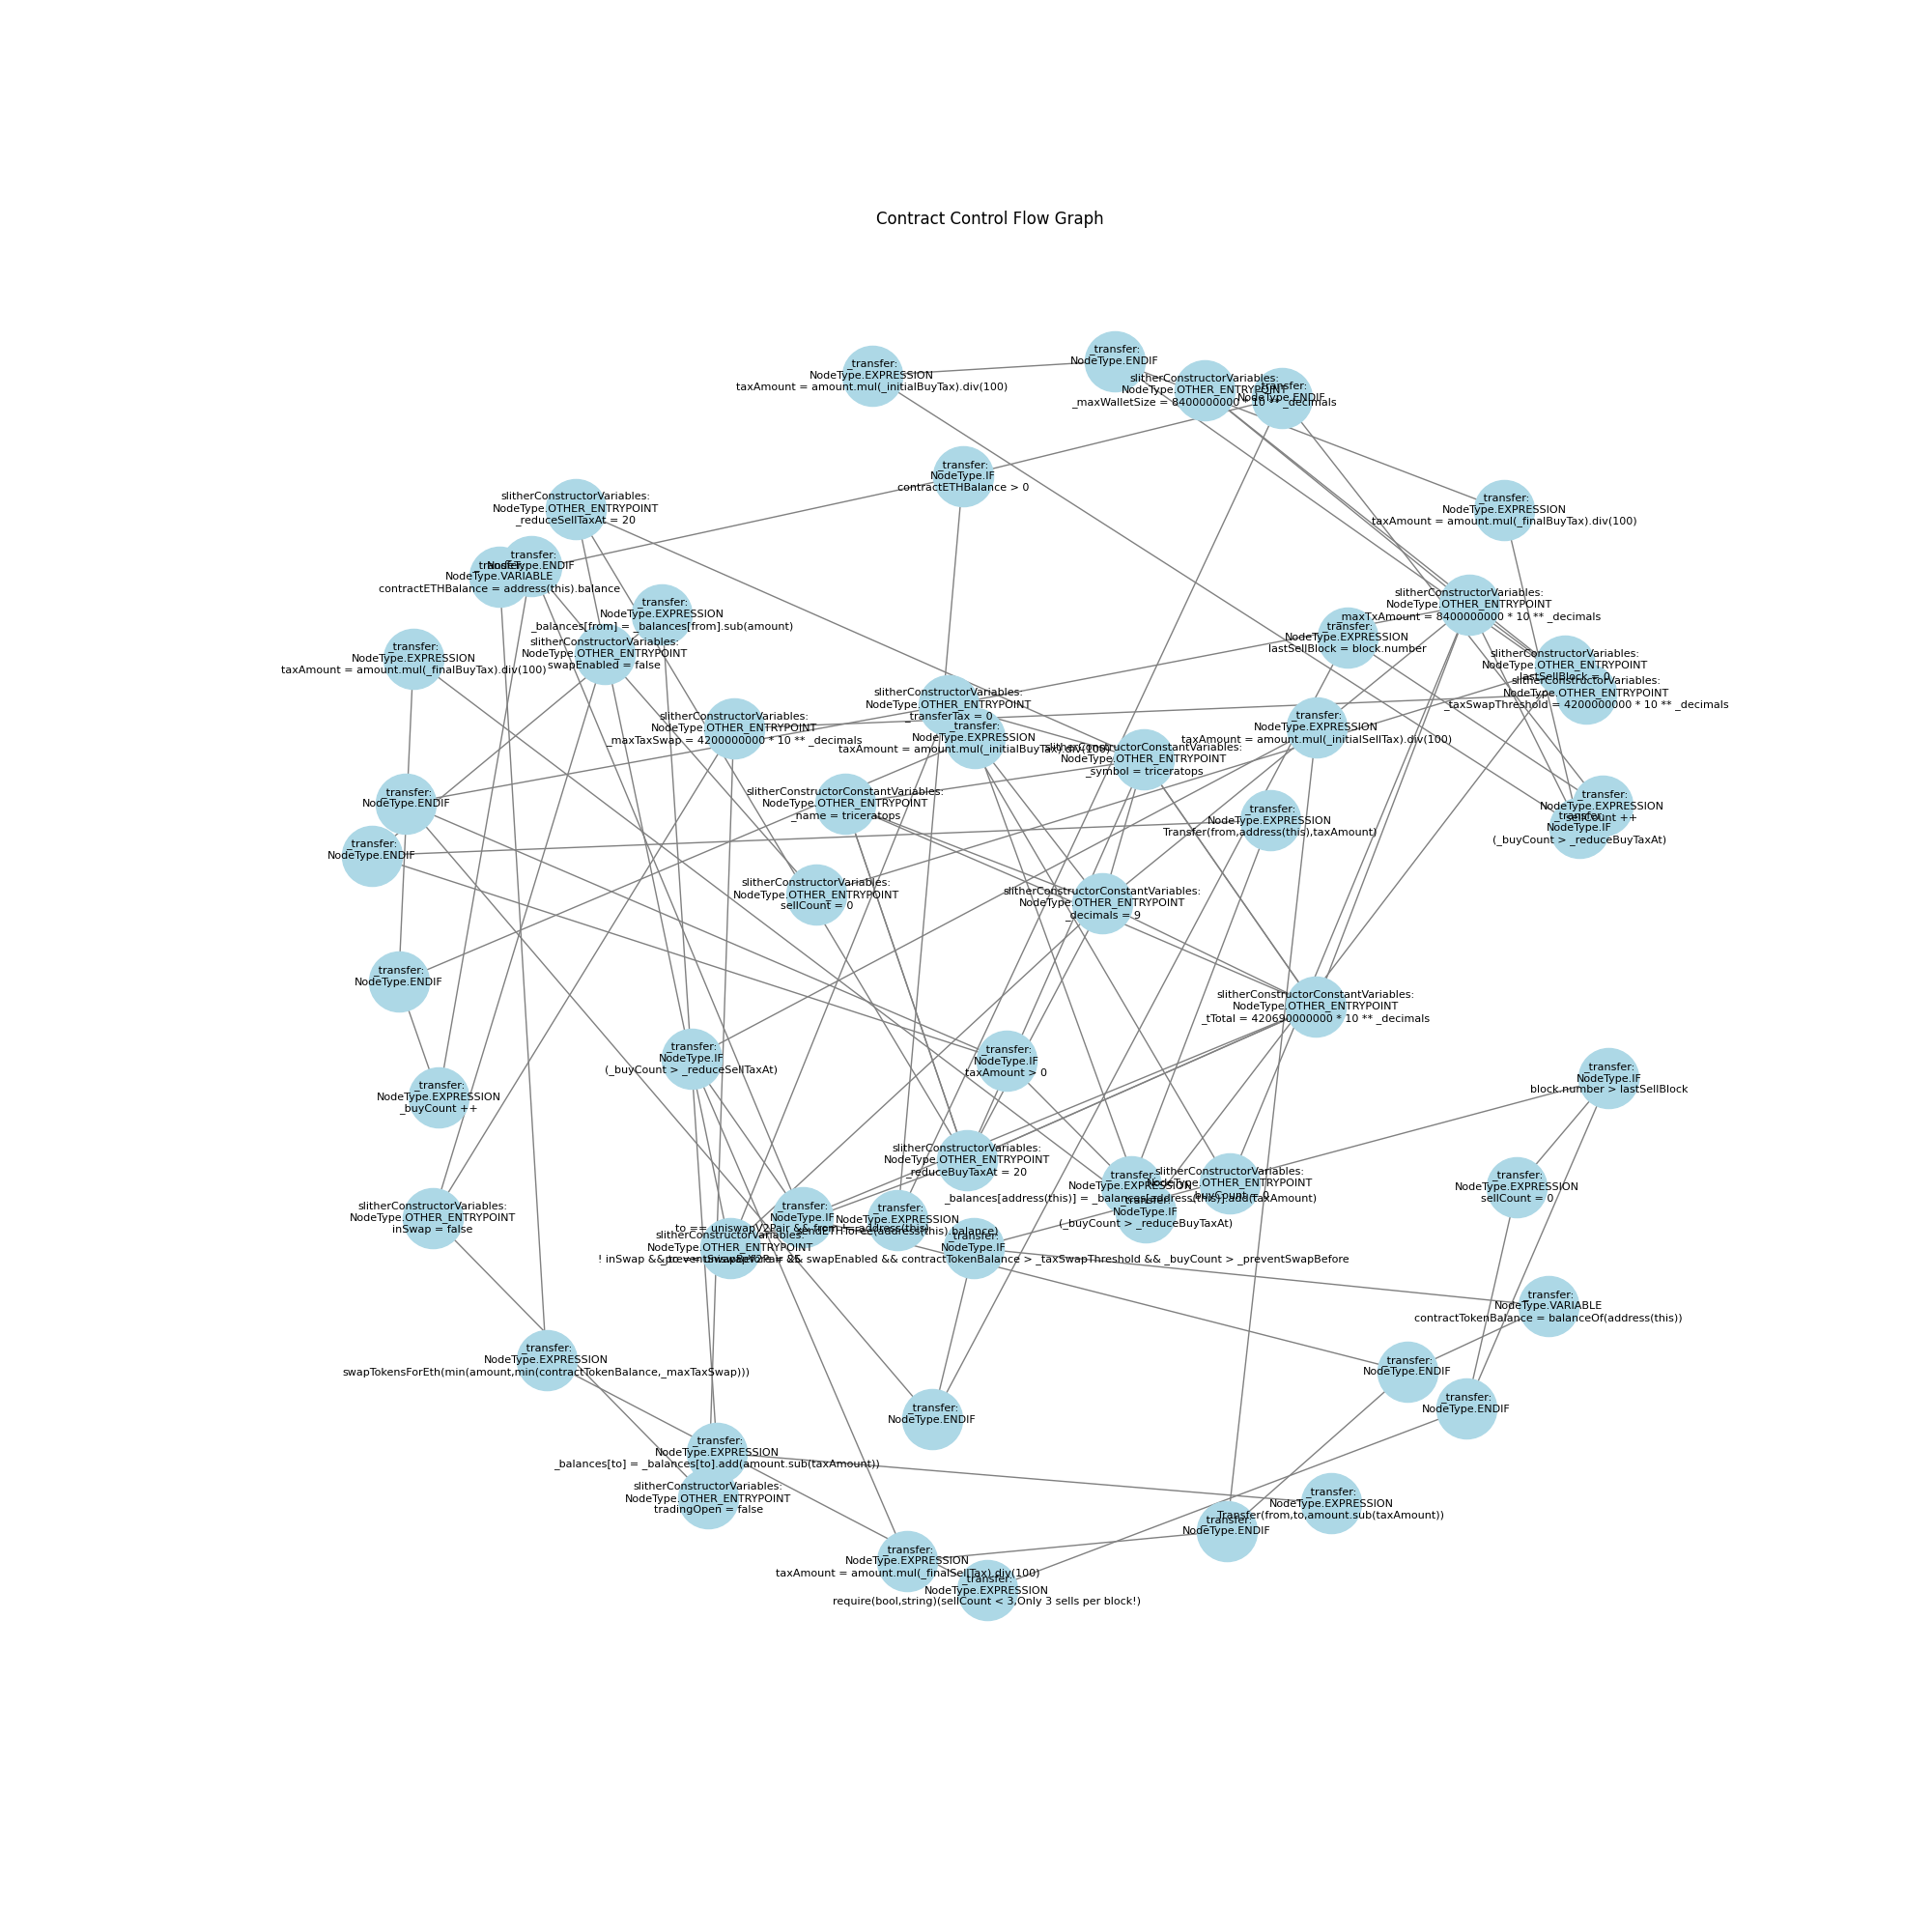 Contract Control Flow Graph
_transfer:
NodeType.ENDIF
_transfer:
NodeType.EXPRESSION
taxAmount = amount.mul(_initialBuyTax).div(100)
slitherConstructorVariables:
NodeType.OTHER_ENTRYPOINT
_maxWalletSize = 8400000000 * 10 ** _decimals
_transfer:
NodeType.ENDIF
_transfer:
NodeType.IF
contractETHBalance > 0
slitherConstructorVariables:
NodeType.OTHER_ENTRYPOINT
_reduceSellTaxAt = 20
_transfer:
NodeType.EXPRESSION
taxAmount = amount.mul(_finalBuyTax).div(100)
_transfer:
NodeType.ENDIF
_transfer:
NodeType.VARIABLE
contractETHBalance = address(this).balance
_transfer:
NodeType.EXPRESSION
_balances[from] = _balances[from].sub(amount)
slitherConstructorVariables:
NodeType.OTHER_ENTRYPOINT
_maxTxAmount = 8400000000 * 10 ** _decimals
_transfer:
NodeType.EXPRESSION
lastSellBlock = block.number
slitherConstructorVariables:
NodeType.OTHER_ENTRYPOINT
swapEnabled = false
_transfer:
NodeType.EXPRESSION
taxAmount = amount.mul(_finalBuyTax).div(100)
slitherConstructorVariables:
NodeType.OTHER_ENTRYPOINT
lastSellBlock = 0
slitherConstructorVariables:
NodeType.OTHER_ENTRYPOINT
_taxSwapThreshold = 4200000000 * 10 ** _decimals
slitherConstructorVariables:
NodeType.OTHER_ENTRYPOINT
_transferTax = 0
slitherConstructorVariables:
NodeType.OTHER_ENTRYPOINT
_maxTaxSwap = 4200000000 * 10 ** _decimals
_transfer:
NodeType.EXPRESSION
taxAmount = amount.mul(_initialBuyTax).div(100)
_transfer:
NodeType.EXPRESSION
taxAmount = amount.mul(_initialSellTax).div(100)
slitherConstructorConstantVariables:
NodeType.OTHER_ENTRYPOINT
_symbol = triceratops
slitherConstructorConstantVariables:
NodeType.OTHER_ENTRYPOINT
_name = triceratops
_transfer:
NodeType.ENDIF
_transfer:
NodeType.EXPRESSION
sellCount ++
_transfer:
NodeType.IF
(_buyCount > _reduceBuyTaxAt)
_transfer:
NodeType.EXPRESSION
Transfer(from,address(this),taxAmount)
_transfer:
NodeType.ENDIF
slitherConstructorVariables:
NodeType.OTHER_ENTRYPOINT
sellCount = 0
slitherConstructorConstantVariables:
NodeType.OTHER_ENTRYPOINT
_decimals = 9
_transfer:
NodeType.ENDIF
slitherConstructorConstantVariables:
NodeType.OTHER_ENTRYPOINT
_tTotal = 420690000000 * 10 ** _decimals
_transfer:
NodeType.IF
(_buyCount > _reduceSellTaxAt)
_transfer:
NodeType.IF
taxAmount > 0
_transfer:
NodeType.IF
block.number > lastSellBlock
_transfer:
NodeType.EXPRESSION
_buyCount ++
slitherConstructorVariables:
NodeType.OTHER_ENTRYPOINT
_reduceBuyTaxAt = 20
_transfer:
NodeType.EXPRESSION
_balances[address(this)] = _balances[address(this)].add(taxAmount)
slitherConstructorVariables:
NodeType.OTHER_ENTRYPOINT
_buyCount = 0
_transfer:
NodeType.EXPRESSION
sellCount = 0
_transfer:
NodeType.IF
(_buyCount > _reduceBuyTaxAt)
slitherConstructorVariables:
NodeType.OTHER_ENTRYPOINT
inSwap = false
_transfer:
NodeType.IF
to == uniswapV2Pair && from != address(this)
_transfer:
NodeType.EXPRESSION
sendETHToFee(address(this).balance)
slitherConstructorVariables:
NodeType.OTHER_ENTRYPOINT
_preventSwapBefore = 25
_transfer:
NodeType.IF
! inSwap && to == uniswapV2Pair && swapEnabled && contractTokenBalance > _taxSwapThreshold && _buyCount > _preventSwapBefore
_transfer:
NodeType.VARIABLE
contractTokenBalance = balanceOf(address(this))
_transfer:
NodeType.EXPRESSION
swapTokensForEth(min(amount,min(contractTokenBalance,_maxTaxSwap)))
_transfer:
NodeType.ENDIF
_transfer:
NodeType.ENDIF
_transfer:
NodeType.ENDIF
_transfer:
NodeType.EXPRESSION
_balances[to] = _balances[to].add(amount.sub(taxAmount))
slitherConstructorVariables:
NodeType.OTHER_ENTRYPOINT
tradingOpen = false
_transfer:
NodeType.EXPRESSION
Transfer(from,to,amount.sub(taxAmount))
_transfer:
NodeType.ENDIF
_transfer:
NodeType.EXPRESSION
taxAmount = amount.mul(_finalSellTax).div(100)
_transfer:
NodeType.EXPRESSION
require(bool,string)(sellCount < 3,Only 3 sells per block!)